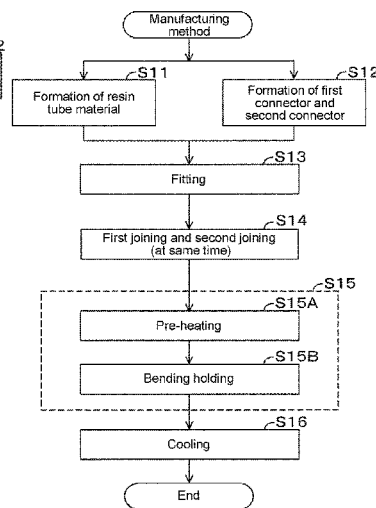 Manufacturing
method
S11
S12
Formation of resin
tube material
Formation of first
connector and
second connector
S13
Fitting
S14
First joining and second joining
(at same time)
S15
S15A
Pre-heating
S15B
Bending holding
S16
Cooling
End